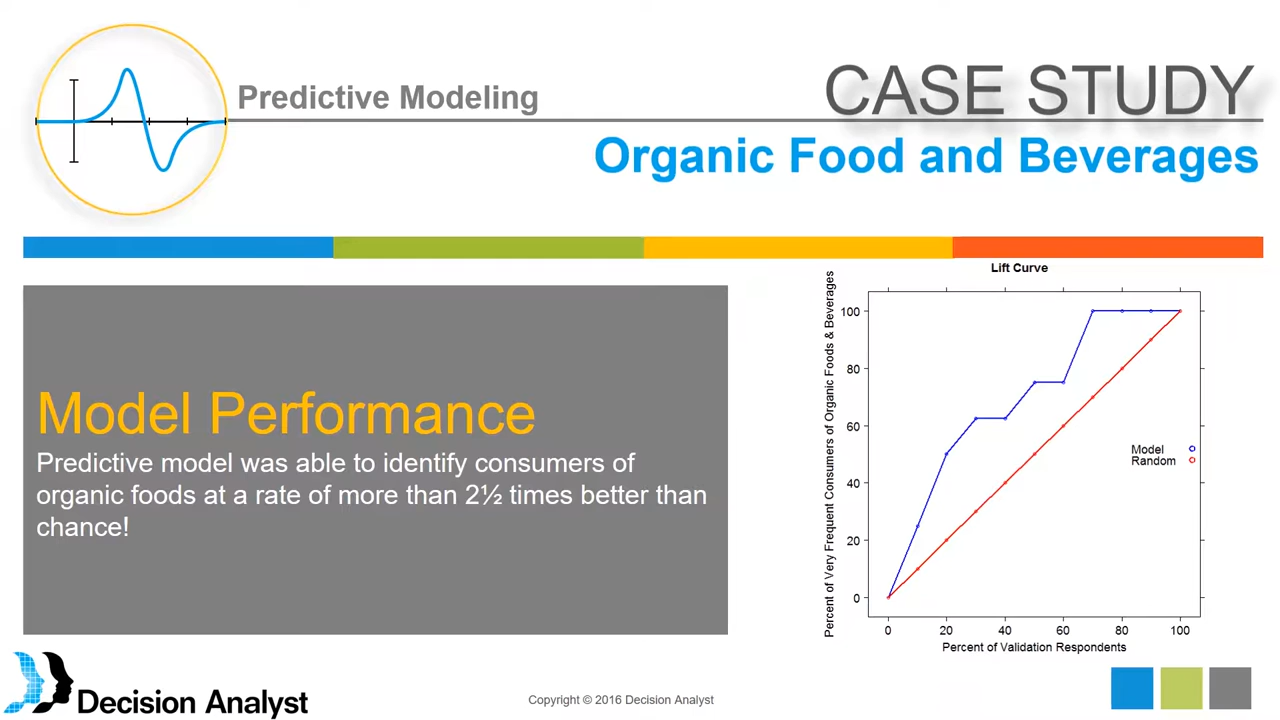 Predictive Modeling
CASE STUDY
Organic Food and Beverages
Model Performance
Predictive model was able to identify consumers of
organic foods at a rate of more than 2½ times better than
chance!
Lift Curve
Percent of Very Frequent Consumers of Organic Foods & Beverages
100
80
60
40
20
0
Model
Random
0 20 40 60 80 100
Percent of Validation Respondents
Decision Analyst
Copyright © 2016 Decision Analyst